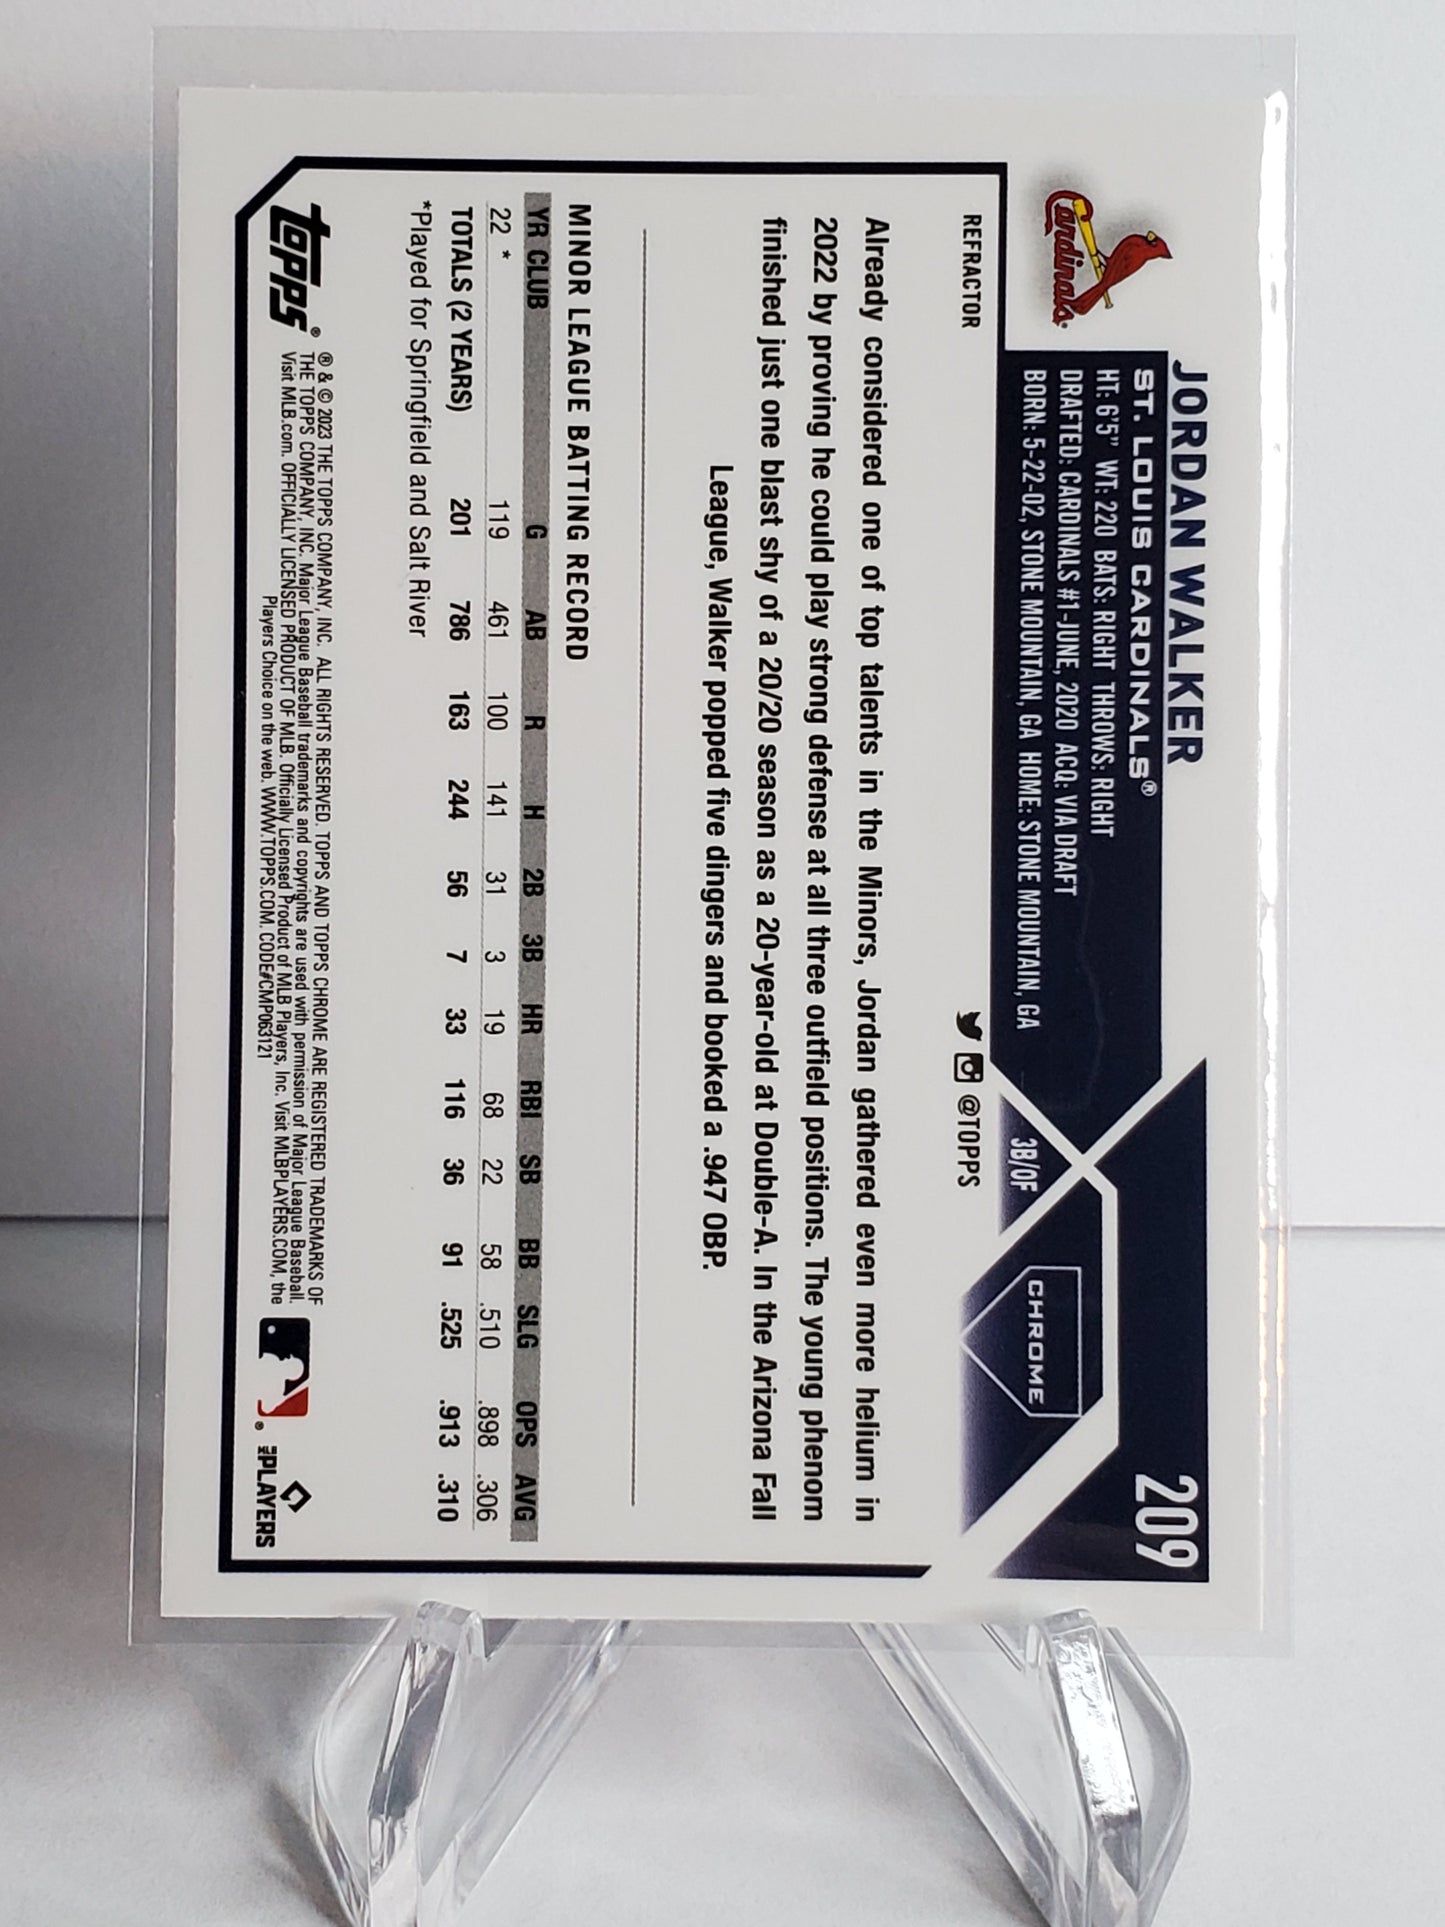 JORDAN WALKER
209
Cardinals
ST. LOUIS CARDINALS®
HT: 6'5" WT: 220 BATS: RIGHT THROWS: RIGHT
DRAFTED: CARDINALS #1-JUNE, 2020 ACQ: VIA DRAFT
BORN: 5-22-02, STONE MOUNTAIN, GA HOME: STONE MOUNTAIN, GA
3B/OF
CHROME
REFRACTOR
@TOPPS
Already considered one of top talents in the Minors, Jordan gathered even more helium in
2022 by proving he could play strong defense at all three outfield positions. The young phenom
finished just one blast shy of a 20/20 season as a 20-year-old at Double-A. In the Arizona Fall
League, Walker popped five dingers and booked a .947 OBP.
MINOR LEAGUE BATTING RECORD
YR CLUB G AB R H 2B 3B HR RBI SB BB SLG OPS AVG
22 * 119 461 100 141 31 3 19 68 22 58 .510 .898 .306
TOTALS (2 YEARS) 201 786 163 244 56 7 33 116 36 91 .525 .913 .310
*Played for Springfield and Salt River
topps®
® & © 2023 THE TOPPS COMPANY, INC. ALL RIGHTS RESERVED. TOPPS AND TOPPS CHROME ARE REGISTERED TRADEMARKS OF
THE TOPPS COMPANY, INC. Major League Baseball trademarks and copyrights are used with permission of Major League Baseball.
Visit MLB.com. OFFICIALLY LICENSED PRODUCT OF MLB. Officially Licensed Product of MLB Players, Inc. Visit MLBPLAYERS.COM, the
Players Choice on the web. WWW.TOPPS.COM. CODE#CMP063121
MLB PLAYERS